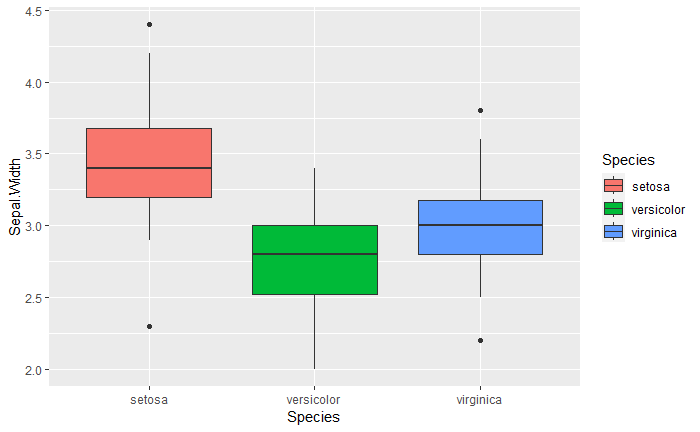 Sepal.Width
4.5
4.0
3.5
3.0
2.5
2.0
setosa
versicolor
virginica
Species
Species
setosa
versicolor
virginica